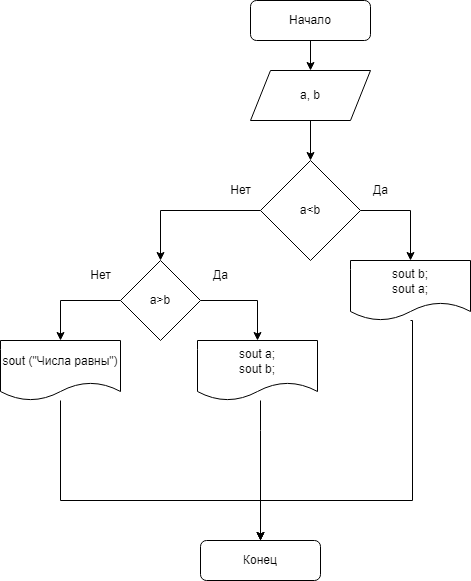 Начало
a, b
Нет
Да
a<b
sout b;
sout a;
Нет
Да
a>b
sout ("Числа равны")
sout a;
sout b;
Конец